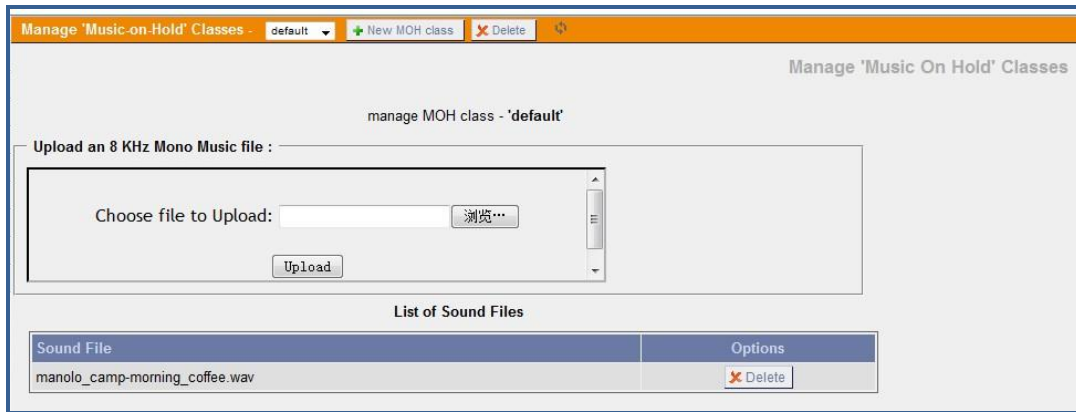 Manage 'Music-on-Hold' Classes - default New MOH class Delete
Manage 'Music On Hold' Classes
manage MOH class - 'default'
Upload an 8 KHz Mono Music file :
Choose file to Upload: 浏览…
Upload
List of Sound Files
Sound File Options
manolo_camp-morning_coffee.wav Delete